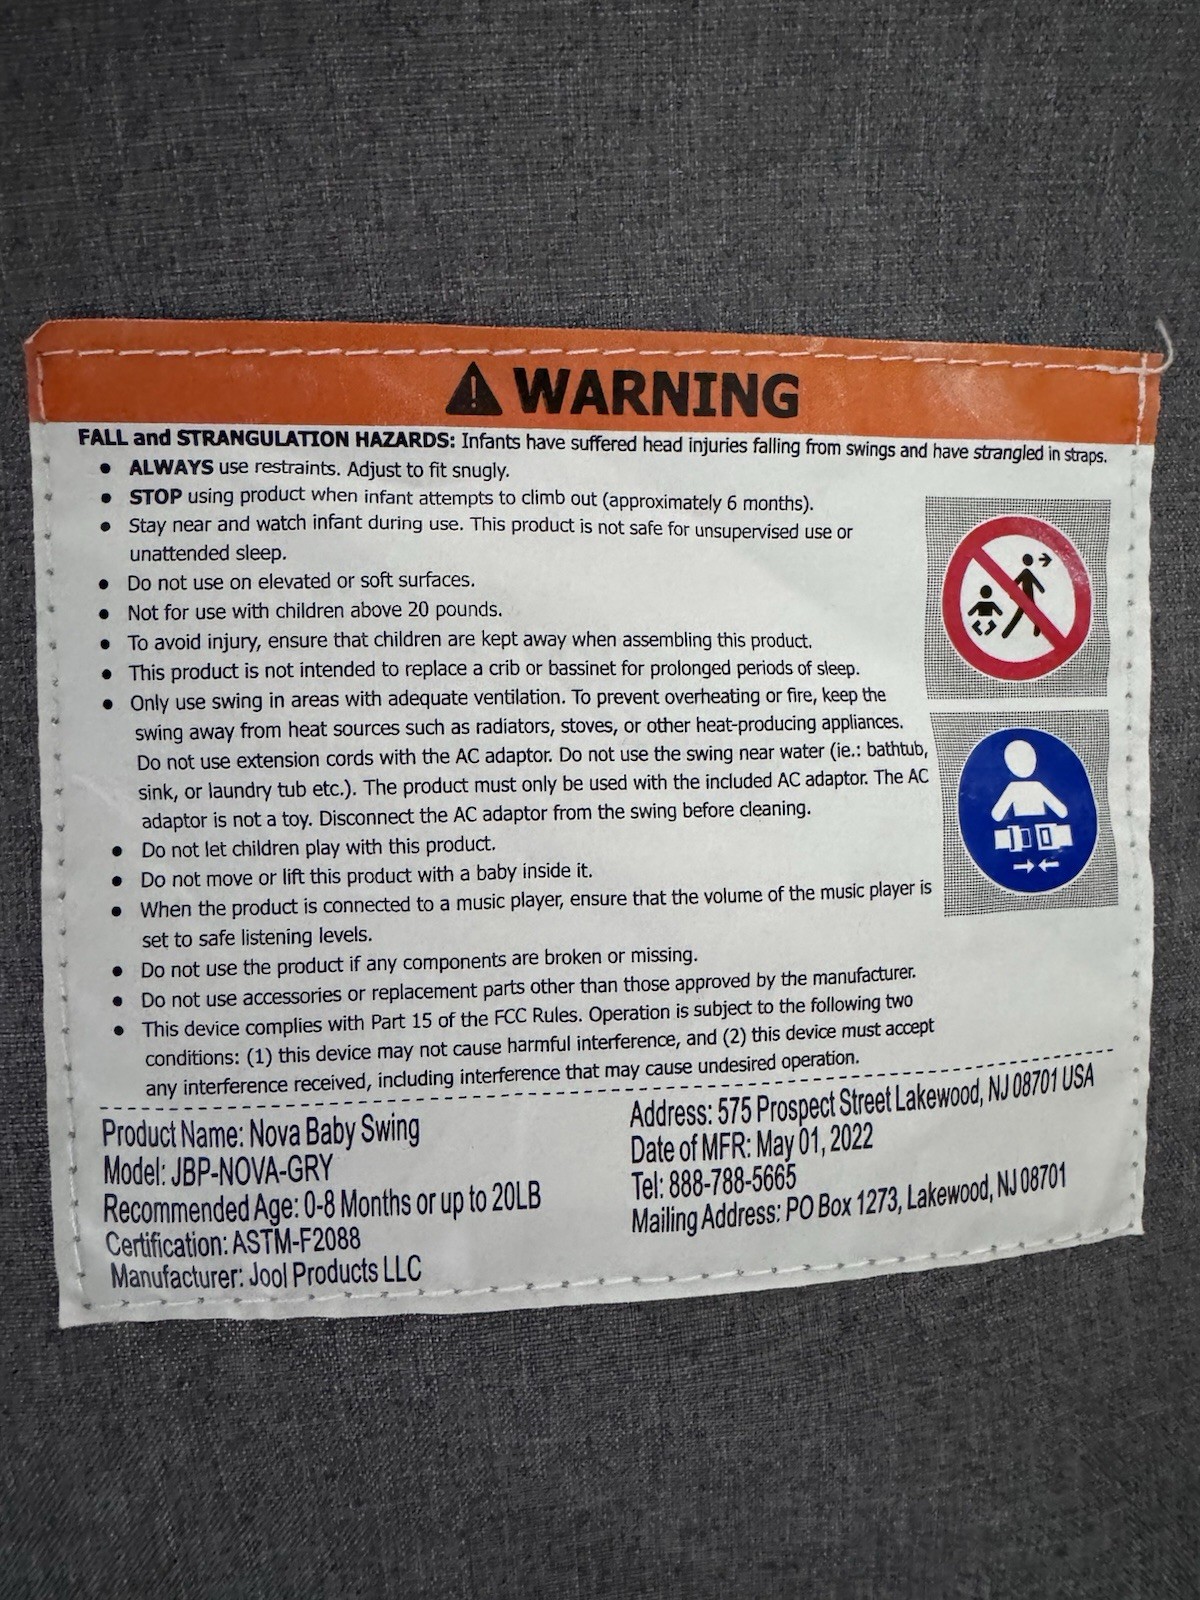 WARNING
FALL and STRANGULATION HAZARDS: Infants have suffered head injuries falling from swings and have strangled in straps.
• ALWAYS use restraints. Adjust to fit snugly.
• STOP using product when infant attempts to climb out (approximately 6 months).
• Stay near and watch infant during use. This product is not safe for unsupervised use or
unattended sleep.
• Do not use on elevated or soft surfaces.
• Not for use with children above 20 pounds.
• To avoid injury, ensure that children are kept away when assembling this product.
• This product is not intended to replace a crib or bassinet for prolonged periods of sleep.
• Only use swing in areas with adequate ventilation. To prevent overheating or fire, keep the
swing away from heat sources such as radiators, stoves, or other heat-producing appliances.
Do not use extension cords with the AC adaptor. Do not use the swing near water (ie.: bathtub,
sink, or laundry tub etc.). The product must only be used with the included AC adaptor. The AC
adaptor is not a toy. Disconnect the AC adaptor from the swing before cleaning.
• Do not let children play with this product.
• Do not move or lift this product with a baby inside it.
• When the product is connected to a music player, ensure that the volume of the music player is
set to safe listening levels.
• Do not use the product if any components are broken or missing.
• Do not use accessories or replacement parts other than those approved by the manufacturer.
• This device complies with Part 15 of the FCC Rules. Operation is subject to the following two
conditions: (1) this device may not cause harmful interference, and (2) this device must accept
any interference received, including interference that may cause undesired operation.
Product Name: Nova Baby Swing
Model: JBP-NOVA-GRY
Recommended Age: 0-8 Months or up to 20LB
Certification: ASTM-F2088
Manufacturer: Jool Products LLC
Address: 575 Prospect Street Lakewood, NJ 08701 USA
Date of MFR: May 01, 2022
Tel: 888-788-5665
Mailing Address: PO Box 1273, Lakewood, NJ 08701